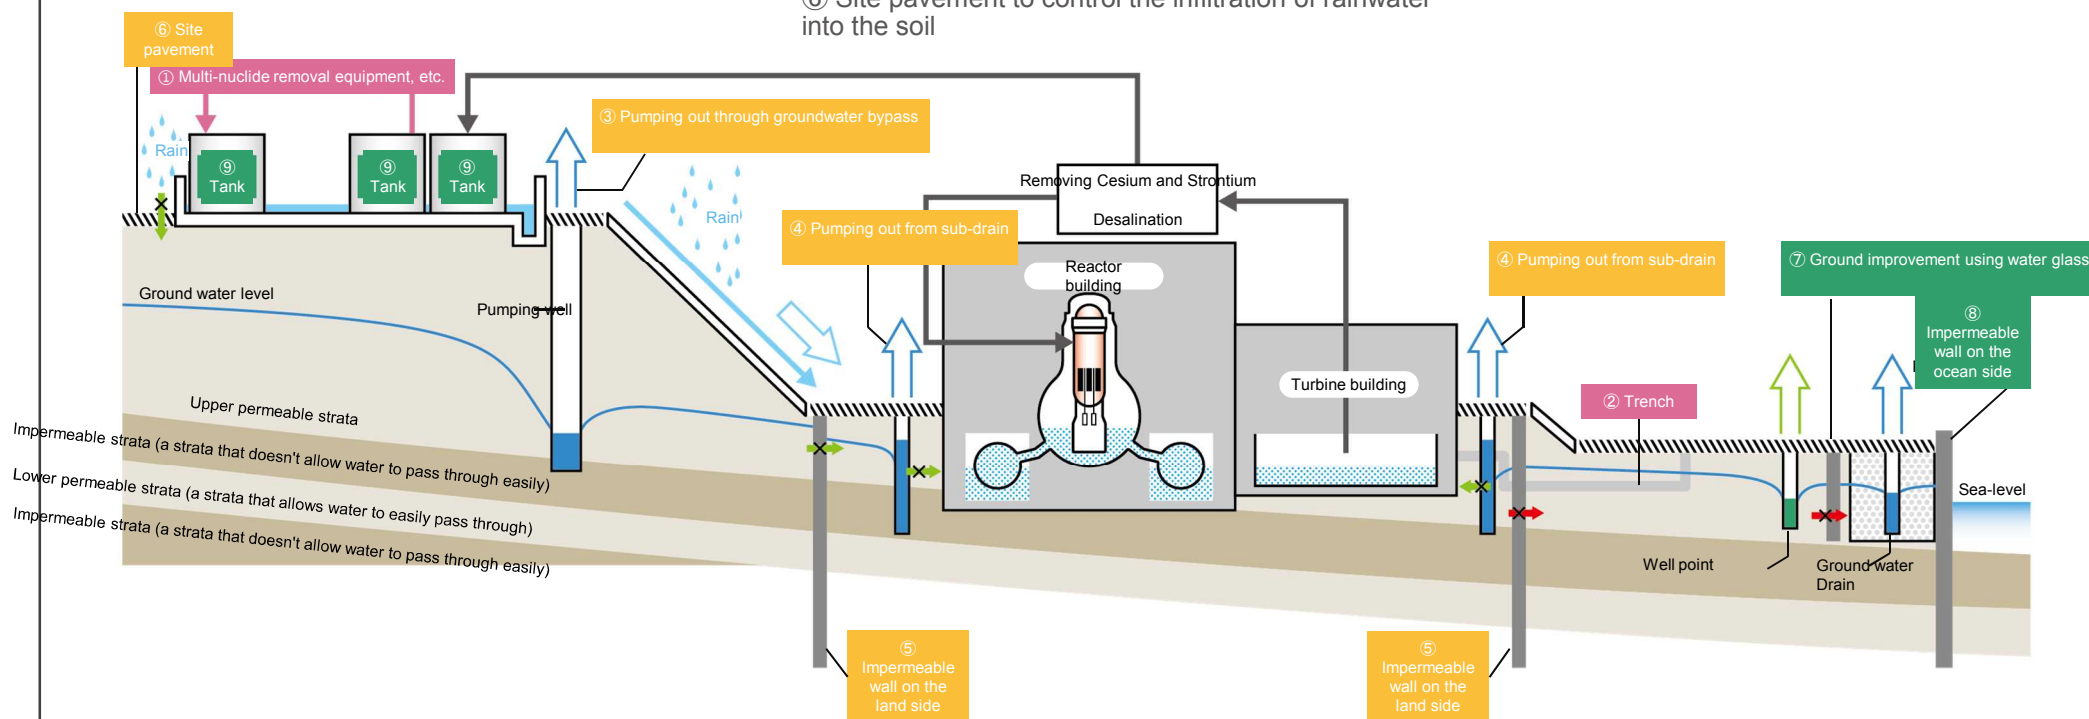 ⑥ Site pavement to control the infiltration of rainwater
into the soil
⑥ Site
pavement
① Multi-nuclide removal equipment, etc.
③ Pumping out through groundwater bypass
Rain
⑨
Tank
⑨
Tank
⑨
Tank
Removing Cesium and Strontium
Desalination
Rain
④ Pumping out from sub-drain
④ Pumping out from sub-drain
⑦ Ground improvement using water glass
Reactor
building
Ground water level
Pumping well
⑧
Impermeable
wall on the
ocean side
Turbine building
② Trench
Upper permeable strata
Impermeable strata (a strata that doesn't allow water to pass through easily)
Lower permeable strata (a strata that allows water to easily pass through)
Impermeable strata (a strata that doesn't allow water to pass through easily)
Sea-level
Well point
Ground water
Drain
⑤
Impermeable
wall on the
land side
⑤
Impermeable
wall on the
land side